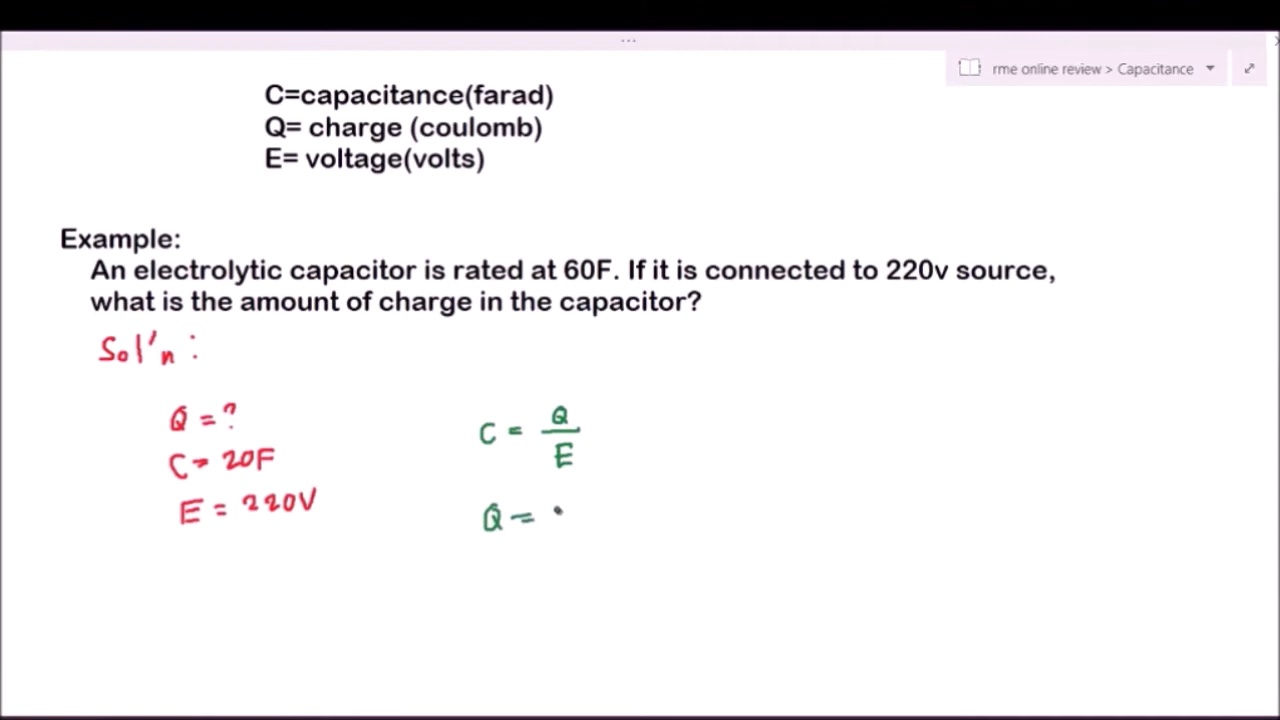 rme online review > Capacitance
C=capacitance(farad)
Q= charge (coulomb)
E= voltage(volts)
Example:
An electrolytic capacitor is rated at 60F. If it is connected to 220v source,
what is the amount of charge in the capacitor?
Sol'n :
Q = ?
C = 20F
E = 220V
C = Q
E
Q =